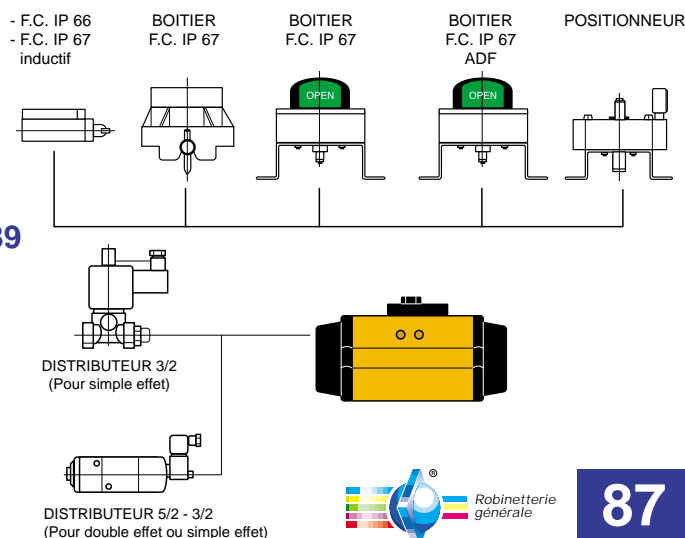 - F.C. IP 66
- F.C. IP 67
inductif
BOITIER
F.C. IP 67
BOITIER
F.C. IP 67
BOITIER
F.C. IP 67
ADF
POSITIONNEUR
OPEN
OPEN
39
DISTRIBUTEUR 3/2
(Pour simple effet)
DISTRIBUTEUR 5/2 - 3/2
(Pour double effet ou simple effet)
®
Robinetterie
générale
87